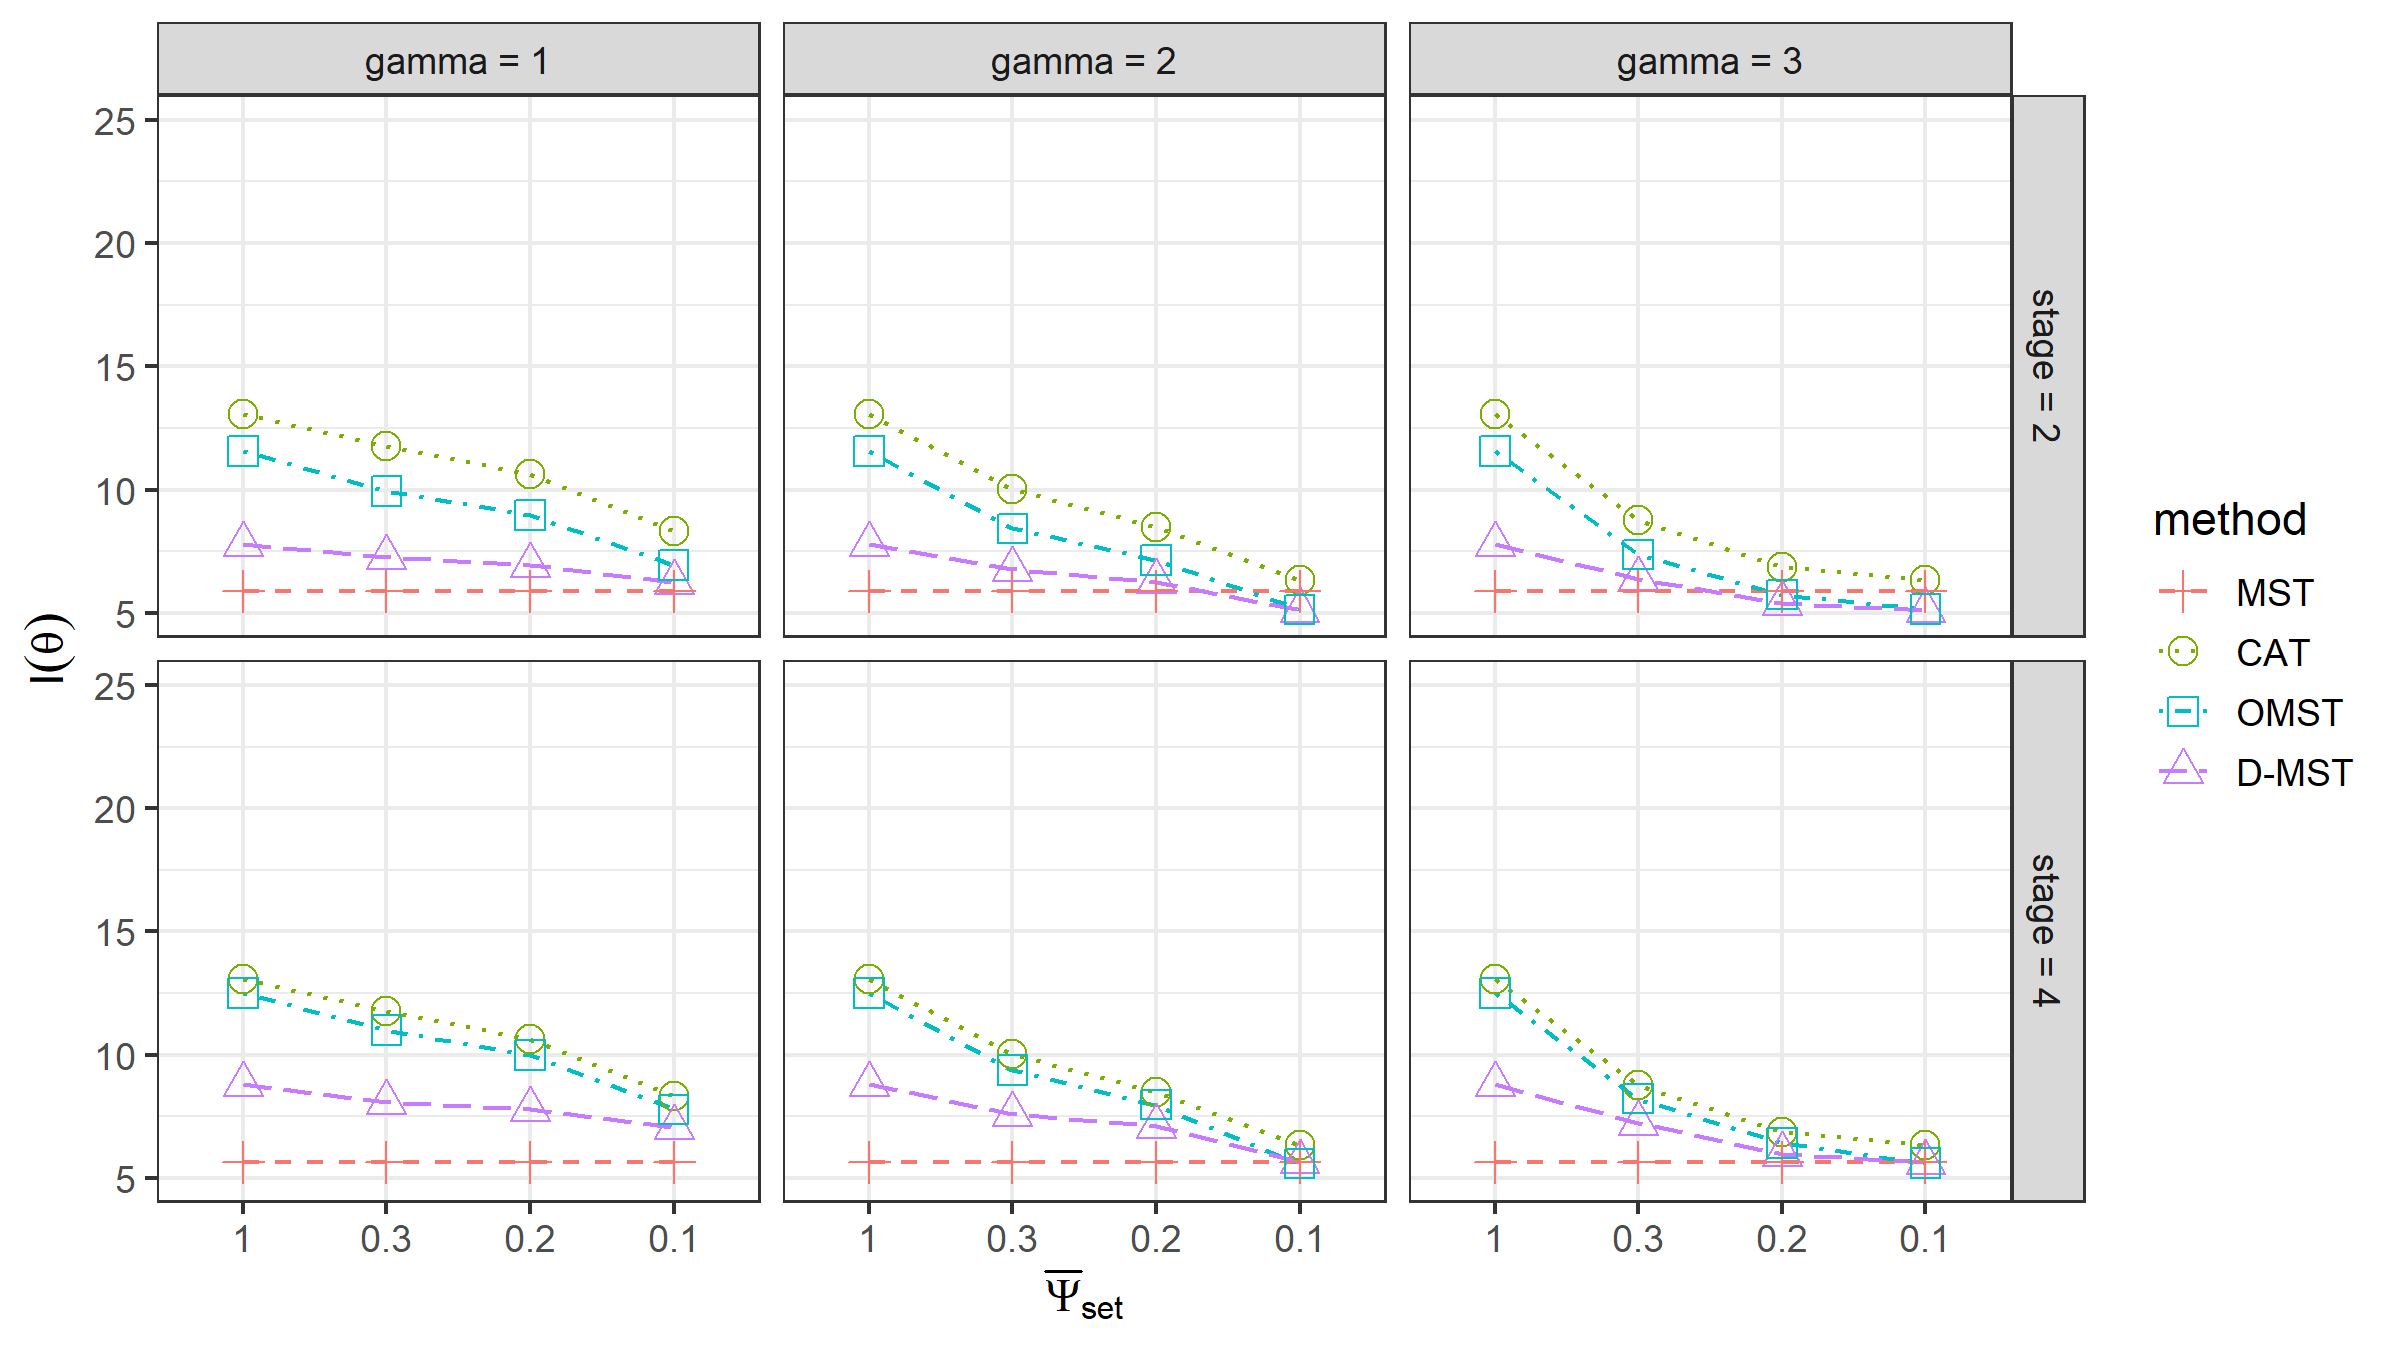 gamma = 1
gamma = 2
gamma = 3
25
20
15
10
5
stage = 2
I(θ)
25
20
15
10
5
stage = 4
1
0.3
0.2
0.1
1
0.3
0.2
0.1
1
0.3
0.2
0.1
Ψ̅set
method
MST
CAT
OMST
D-MST